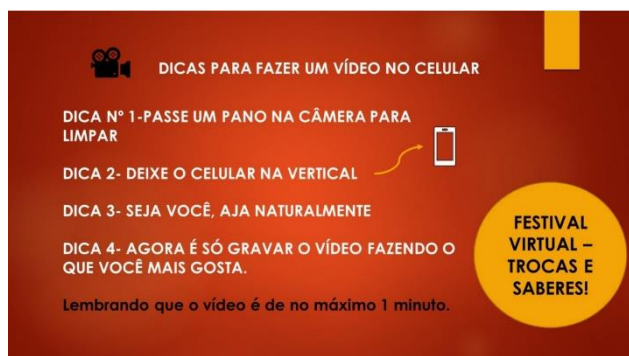 DICAS PARA FAZER UM VÍDEO NO CELULAR
DICA Nº 1-PASSE UM PANO NA CÂMERA PARA
LIMPAR
DICA 2- DEIXE O CELULAR NA VERTICAL
DICA 3- SEJA VOCÊ, AJA NATURALMENTE
DICA 4- AGORA É SÓ GRAVAR O VÍDEO FAZENDO O
QUE VOCÊ MAIS GOSTA.
Lembrando que o vídeo é de no máximo 1 minuto.
FESTIVAL
VIRTUAL –
TROCAS E
SABERES!